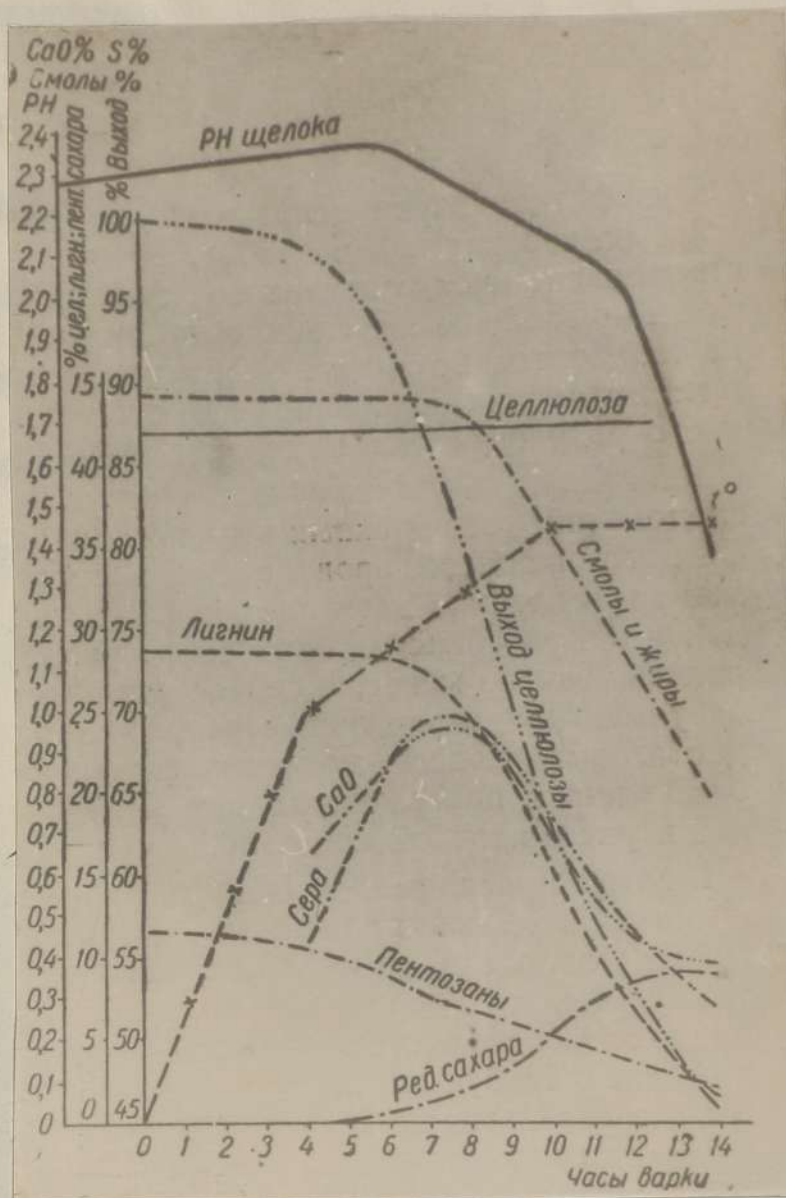 CaO% S%
Смолы %
PH
% цел; лигн; пент. сахара
% Выход
PH щелока
2,4
2,3
2,2 100
2,1
2,0 95
1,9
1,8 15 90
Целлюлоза
1,7
1,6 40 85
1,5
1,4 35 80
1,3
Смолы и жиры
Выход целлюлозы
Лигнин
1,2 30 75
1,1
1,0 25 70
0,9
CaO
0,8 20 65
0,7
Сера
0,6 15 60
0,5
0,4 10 55
Пентозаны
0,3
0,2 5 50
Ред. сахара
0,1
0 0 45
0 1 2 3 4 5 6 7 8 9 10 11 12 13 14
Часы варки